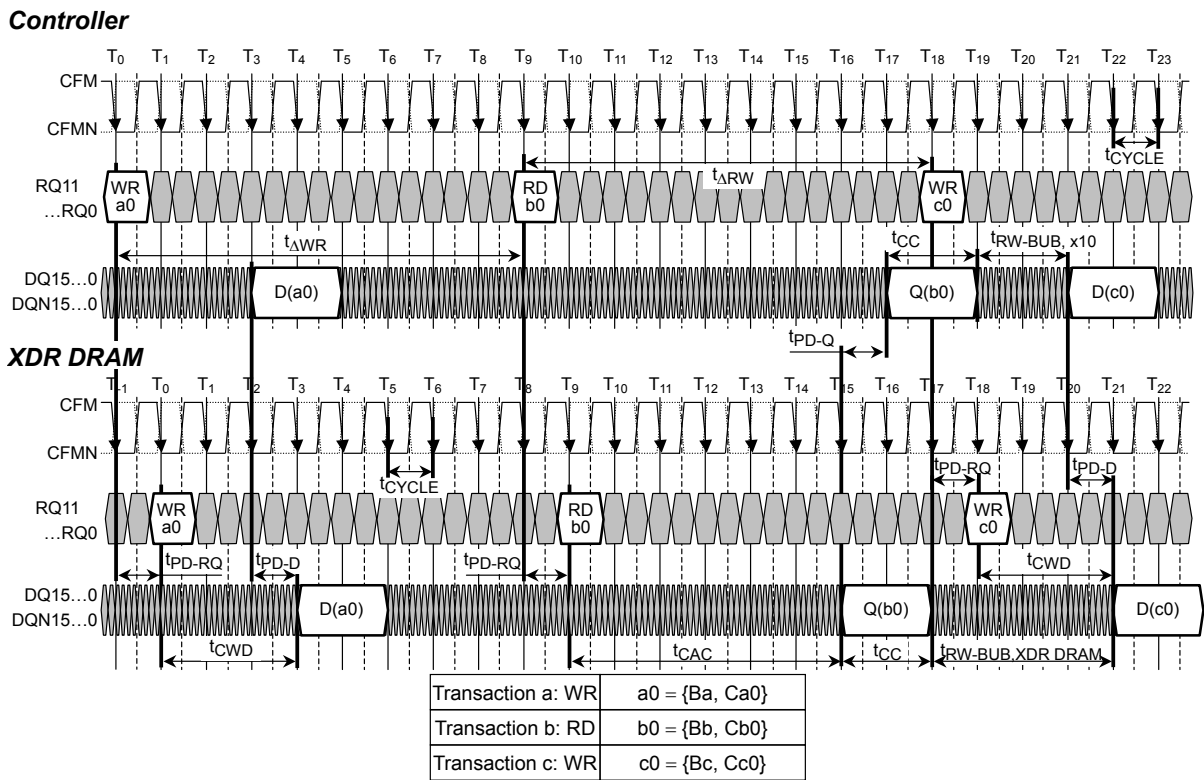 Controller
T0 T1 T2 T3 T4 T5 T6 T7 T8 T9 T10 T11 T12 T13 T14 T15 T16 T17 T18 T19 T20 T21 T22 T23
CFM
CFMN
tCYCLE
RQ11
…RQ0
WR
a0
RD
b0
tΔRW
WR
c0
tΔWR
tCC
tRW-BUB, x10
DQ15…0
DQN15…0
D(a0)
Q(b0)
D(c0)
tPD-Q
XDR DRAM
T-1 T0 T1 T2 T3 T4 T5 T6 T7 T8 T9 T10 T11 T12 T13 T14 T15 T16 T17 T18 T19 T20 T21 T22
CFM
CFMN
tCYCLE
tPD-RQ
tPD-D
RQ11
…RQ0
WR
a0
RD
b0
WR
c0
tPD-RQ
tPD-D
tPD-RQ
tCWD
DQ15…0
DQN15…0
D(a0)
Q(b0)
D(c0)
tCWD
tCAC
tCC
tRW-BUB,XDR DRAM
Transaction a: WR a0 = {Ba, Ca0}
Transaction b: RD b0 = {Bb, Cb0}
Transaction c: WR c0 = {Bc, Cc0}